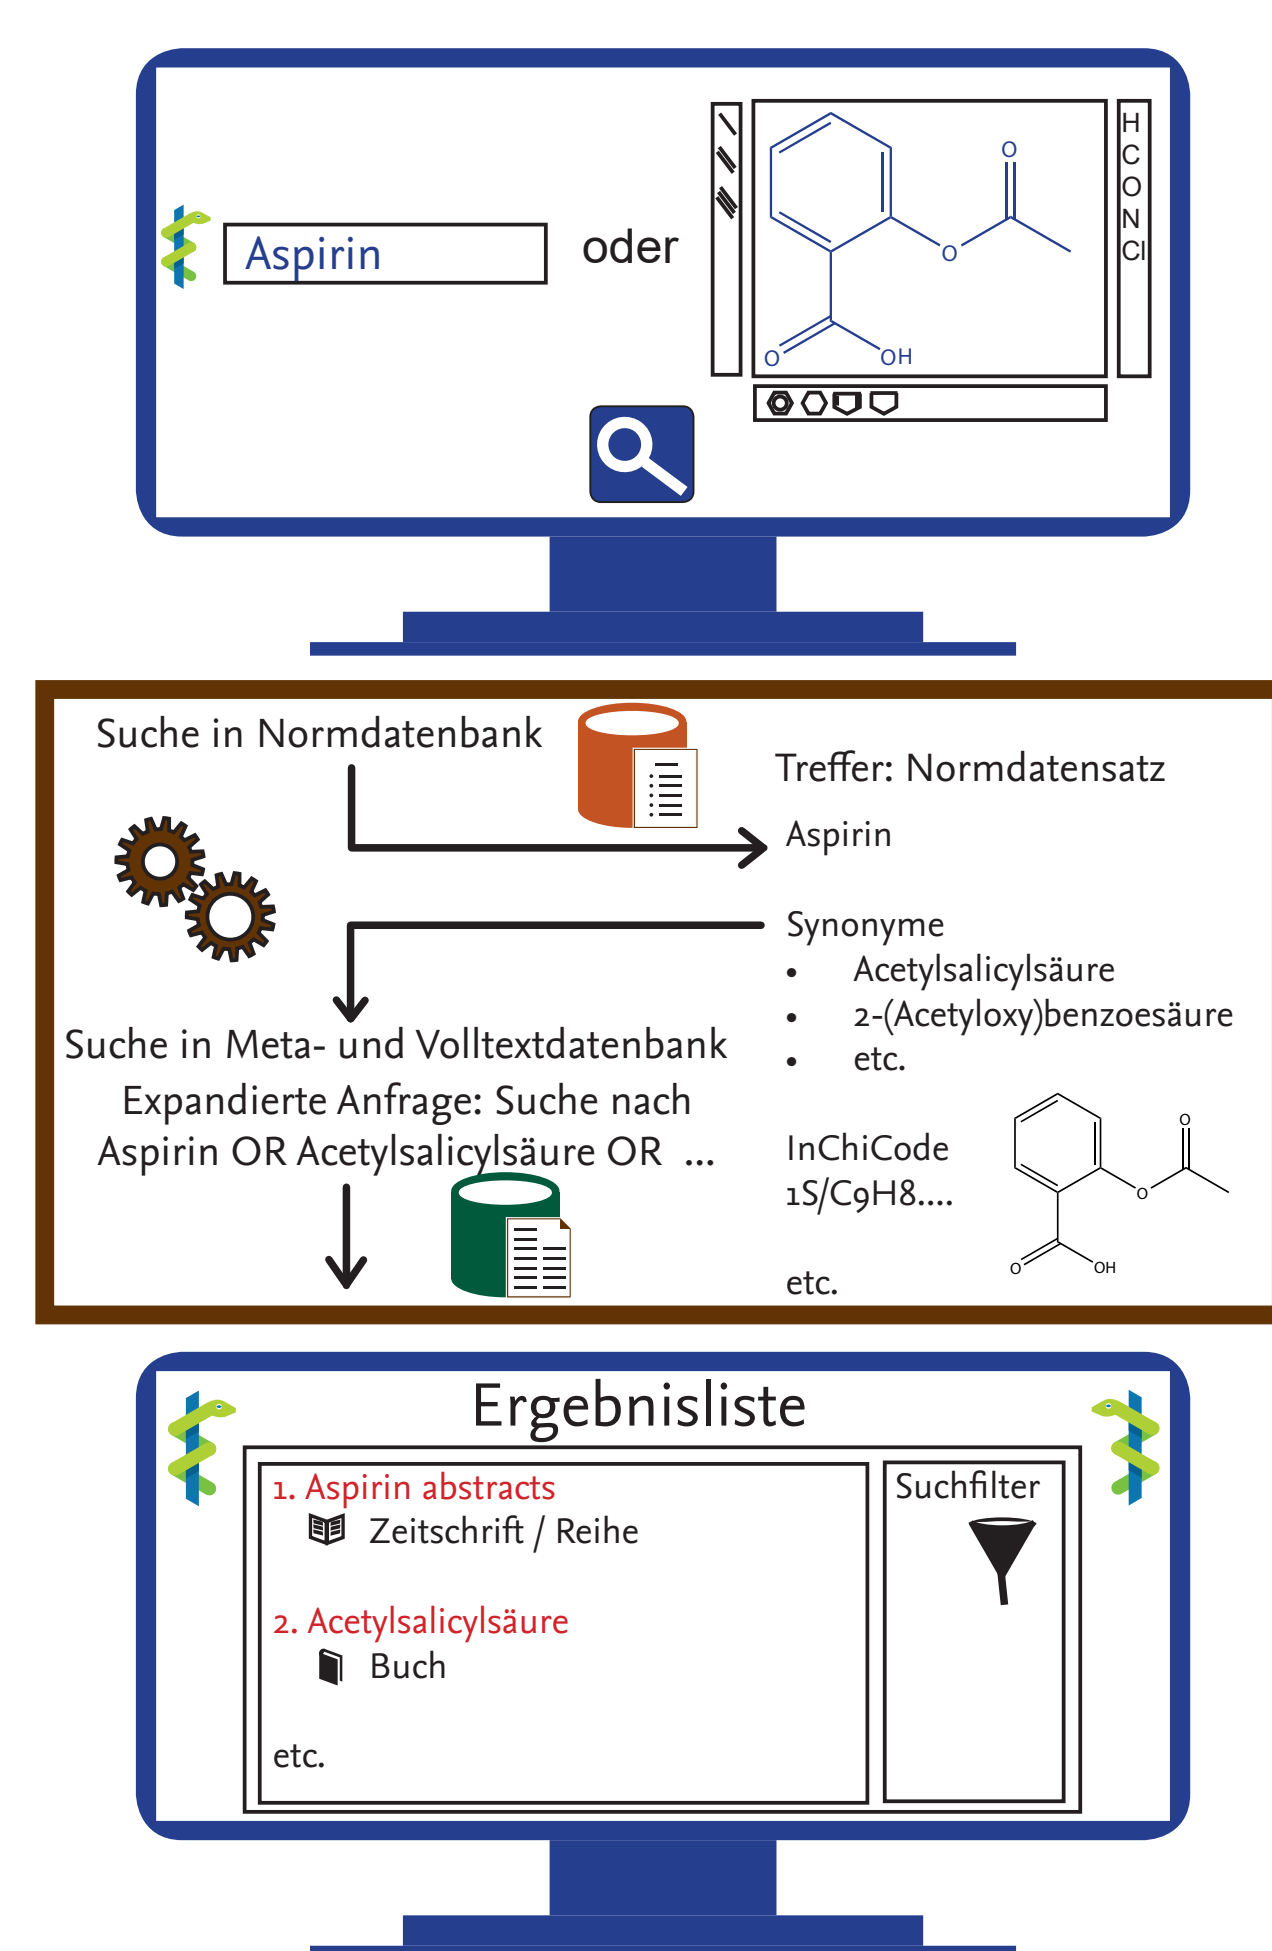 Aspirin
oder
O
O
O
OH
H
C
O
N
Cl
Suche in Normdatenbank
Treffer: Normdatensatz
Aspirin
Synonyme
• Acetylsalicylsäure
• 2-(Acetyloxy)benzoesäure
• etc.
Suche in Meta- und Volltextdatenbank
Expandierte Anfrage: Suche nach
Aspirin OR Acetylsalicylsäure OR ...
InChiCode
1S/C9H8....
etc.
O
O
O
OH
Ergebnisliste
1. Aspirin abstracts
Zeitschrift / Reihe
2. Acetylsalicylsäure
Buch
etc.
Suchfilter